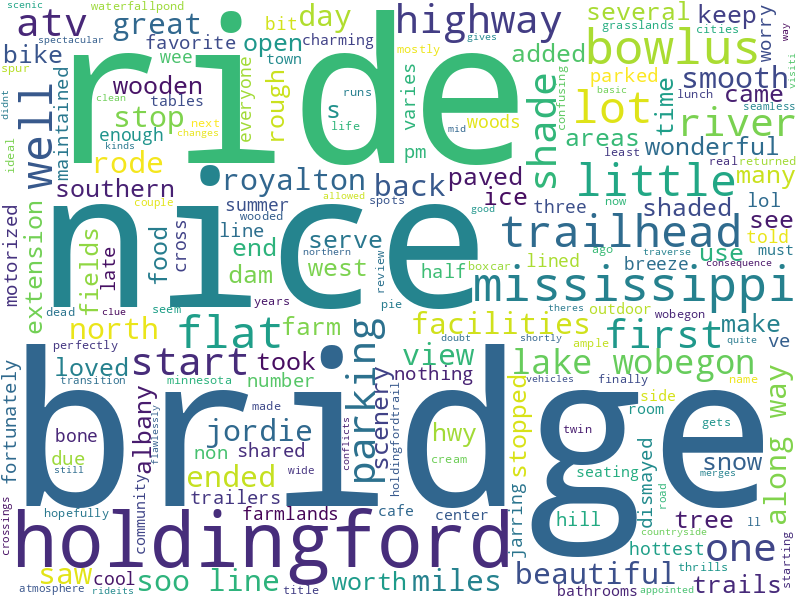 scenic
waterfallpond
atv
great
day
highway
several
keep
worry
way
spectacular
favorite
bit
charming
grasslands
cities
bike
wee
open
town
mostly
gives
bowlus
visiti
spur
ride
added
parked
smooth
well
maintained
wooden
clean
tables
runs
varies
shade
confusing
lot
basic
lunch
came
seamless
stop
rough
everyone
s
life
woods
time
river
didnt
enough
next
changes
mid
areas
wonderful
ideal
rode
kinds
pm
least
real
returned
southern
couple
wooded
allowed
royalton
back
paved
little
many
nice
summer
spots
good
ice
three
now
shaded
lol
see
motorized
extension
fields
late
food
cross
line
northern
serve
review
trailhead
told
must
end
dam
west
half
boxcar
lined
ago
breeze
traverse
use
consequence
mississippi
dead
clue
seem
years
pie
theres
outdoor
wobegon
north
perfectly
flat
farm
parking
facilities
first
make
ve
doubt
shortly
ample
quite
fortunately
loved
start
took
view
lake wobegon
along way
transition
minnesota
number
nothing
vehicles
finally
name
bridge
albany
made
scenery
holdingfordtrail
stopped
side
room
gets
bone
jordie
hwy
twin
due
flawlessly
non
shared
conflicts
cream
seating
dismayed
snow
still
ended
wide
merges
road
crossings
hopefully
community
trailers
farmlands
cafe
center
jarring
hill
tree
ll
starting
holdingford
countryside
hottest
one
saw
cool
soo line
worth
miles
beautiful
thrills
trails
atmosphere
rideits
title
bathrooms
appointed